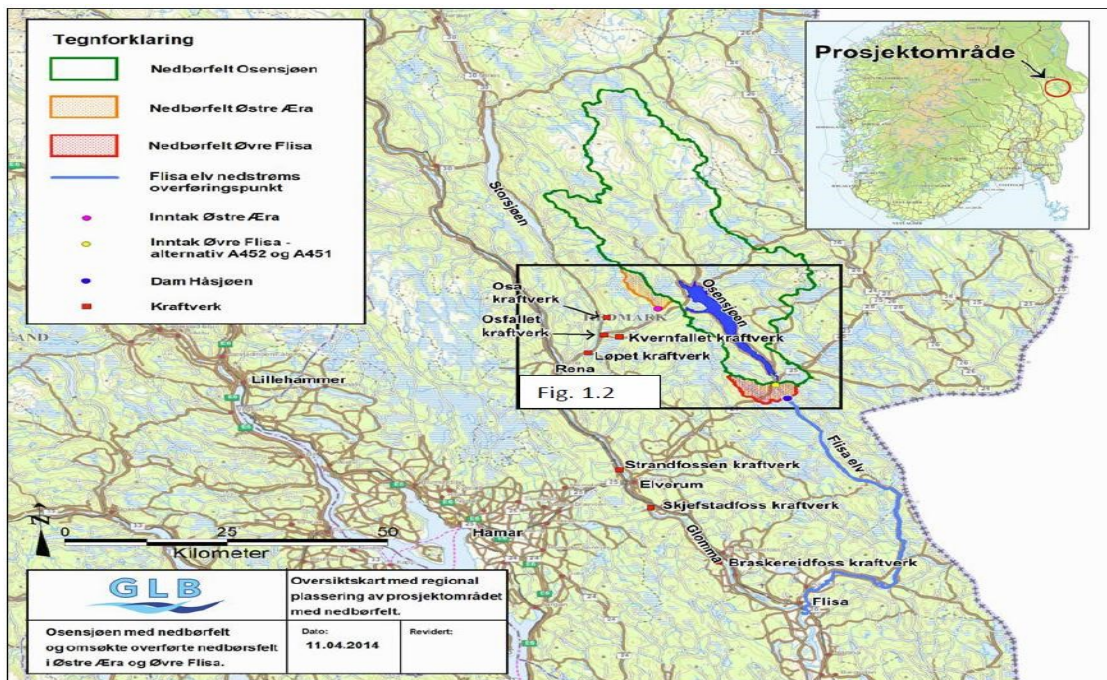 Tegnforklaring
Nedbørfelt Osensjøen
Nedbørfelt Østre Æra
Nedbørfelt Øvre Flisa
Flisa elv nedstrøms
overføringspunkt
Inntak Østre Æra
Inntak Øvre Flisa -
alternativ A452 og A451
Dam Håsjøen
Kraftverk
Prosjektområde
Storsjøen
Osensjøen
Osa
kraftverk
HEDMARK
Osfallet
kraftverk
Kvernfallet kraftverk
Løpet kraftverk
Rena
Fig. 1.2
Lillehammer
Flisa elv
Strandfossen kraftverk
Elverum
Skjefstadfoss kraftverk
Hamar
Glomma
Braskereidfoss kraftverk
Flisa
N
0 25 50
Kilometer
GLB
Oversiktskart med regional
plassering av prosjektområdet
med nedbørfelt.
Osensjøen med nedbørfelt
og omsøkte overførte nedbørsfelt
i Østre Æra og Øvre Flisa.
Dato:
11.04.2014
Revidert: